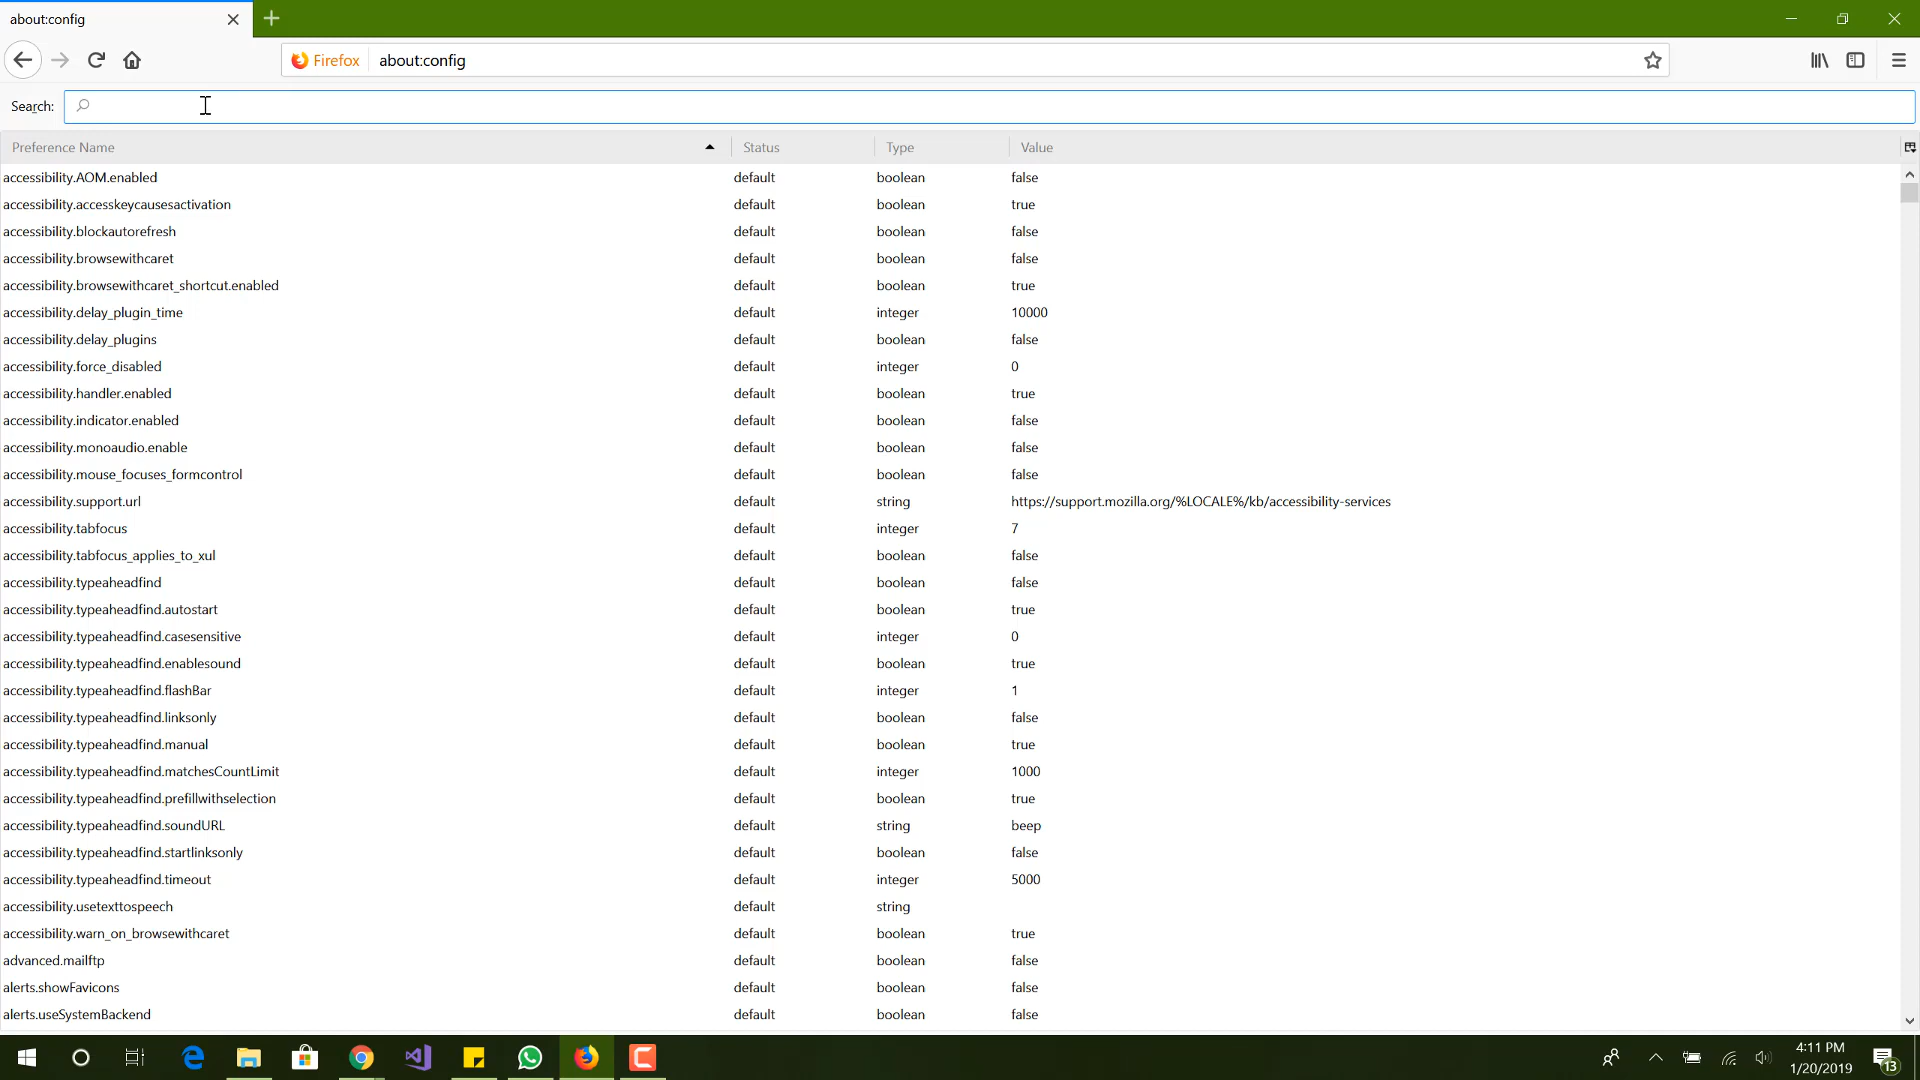 about:config
Firefox about:config
Search:
Preference Name Status Type Value
accessibility.AOM.enabled default boolean false
accessibility.accesskeycausesactivation default boolean true
accessibility.blockautorefresh default boolean false
accessibility.browsewithcaret default boolean false
accessibility.browsewithcaret_shortcut.enabled default boolean true
accessibility.delay_plugin_time default integer 10000
accessibility.delay_plugins default boolean false
accessibility.force_disabled default integer 0
accessibility.handler.enabled default boolean true
accessibility.indicator.enabled default boolean false
accessibility.monoaudio.enable default boolean false
accessibility.mouse_focuses_formcontrol default boolean false
accessibility.support.url default string https://support.mozilla.org/%LOCALE%/kb/accessibility-services
accessibility.tabfocus default integer 7
accessibility.tabfocus_applies_to_xul default boolean false
accessibility.typeaheadfind default boolean false
accessibility.typeaheadfind.autostart default boolean true
accessibility.typeaheadfind.casesensitive default integer 0
accessibility.typeaheadfind.enablesound default boolean true
accessibility.typeaheadfind.flashBar default integer 1
accessibility.typeaheadfind.linksonly default boolean false
accessibility.typeaheadfind.manual default boolean true
accessibility.typeaheadfind.matchesCountLimit default integer 1000
accessibility.typeaheadfind.prefillwithselection default boolean true
accessibility.typeaheadfind.soundURL default string beep
accessibility.typeaheadfind.startlinksonly default boolean false
accessibility.typeaheadfind.timeout default integer 5000
accessibility.usetexttospeech default string
accessibility.warn_on_browsewithcaret default boolean true
advanced.mailftp default boolean false
alerts.showFavicons default boolean false
alerts.useSystemBackend default boolean false
4:11 PM
1/20/2019
13